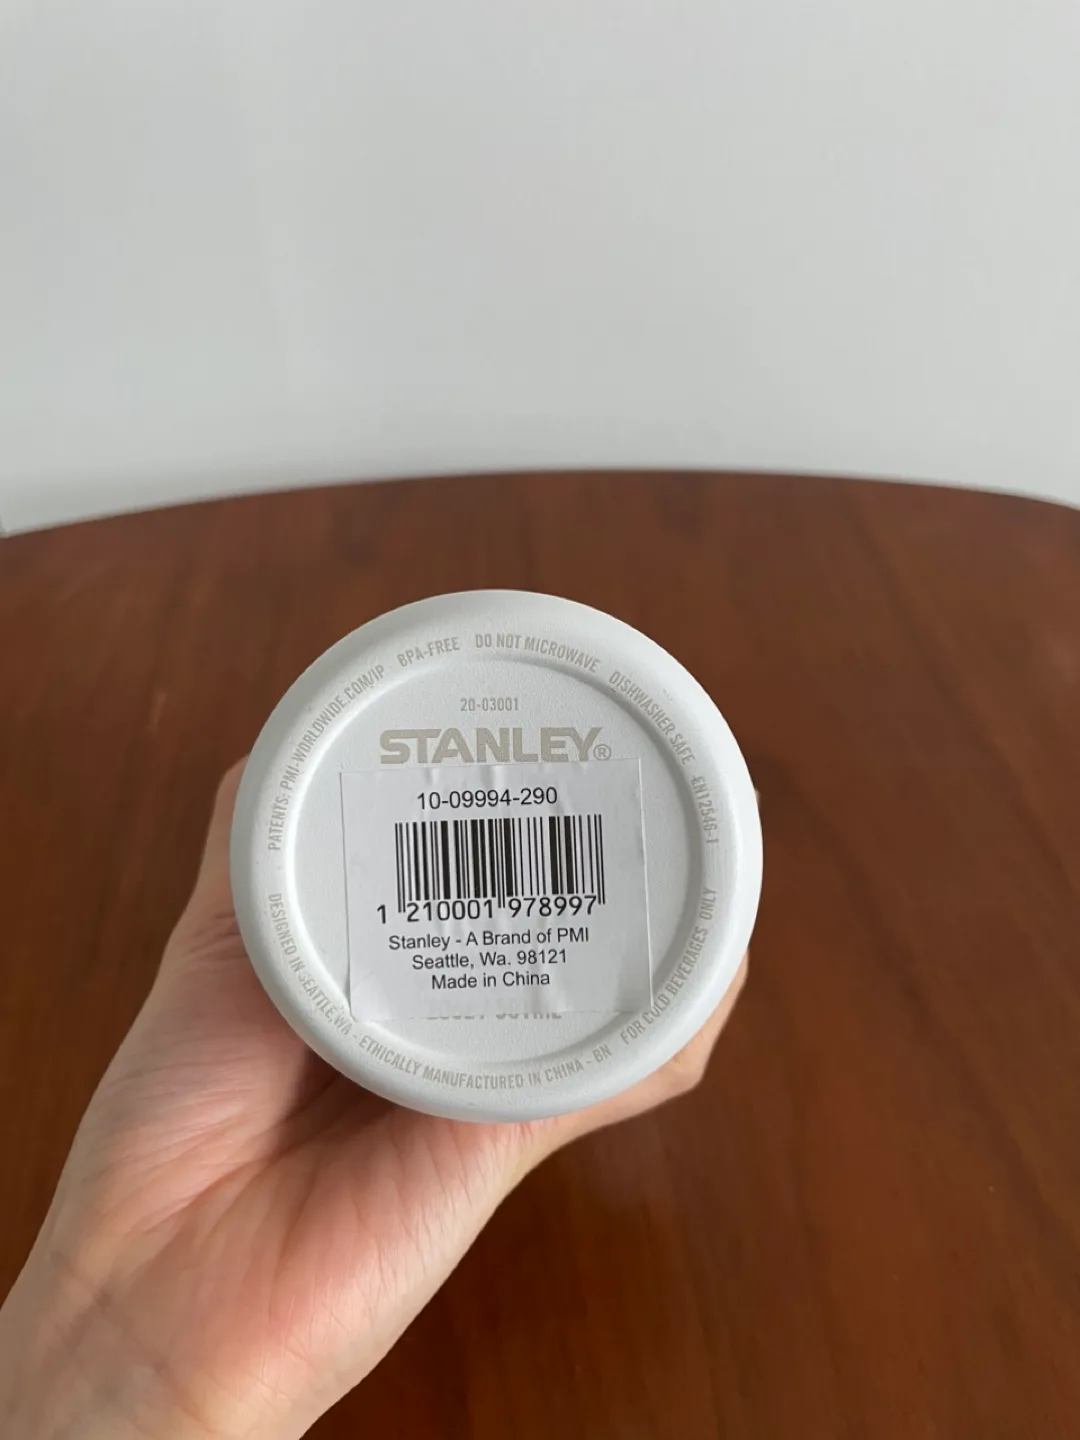 PATENTS: PMI-WORLDWIDE.COM/IP BPA-FREE DO NOT MICROWAVE DISHWASHER SAFE EN12546-1
20-03001
STANLEY®
10-09994-290
1 210001 978997
Stanley - A Brand of PMI
Seattle, Wa. 98121
Made in China
DESIGNED IN SEATTLE,WA - ETHICALLY MANUFACTURED IN CHINA - BN FOR COLD BEVERAGES ONLY